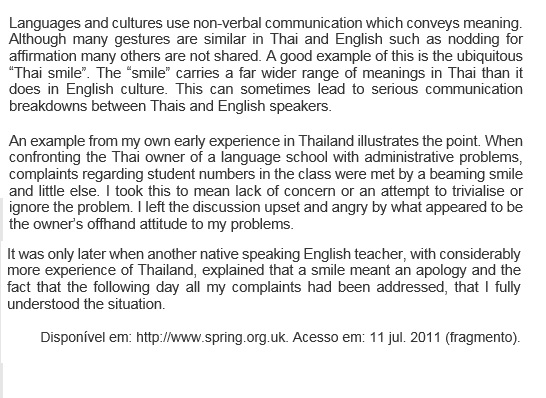 Languages and cultures use non-verbal communication which conveys meaning.
Although many gestures are similar in Thai and English such as nodding for
affirmation many others are not shared. A good example of this is the ubiquitous
“Thai smile”. The “smile” carries a far wider range of meanings in Thai than it
does in English culture. This can sometimes lead to serious communication
breakdowns between Thais and English speakers.
An example from my own early experience in Thailand illustrates the point. When
confronting the Thai owner of a language school with administrative problems,
complaints regarding student numbers in the class were met by a beaming smile
and little else. I took this to mean lack of concern or an attempt to trivialise or
ignore the problem. I left the discussion upset and angry by what appeared to be
the owner’s offhand attitude to my problems.
It was only later when another native speaking English teacher, with considerably
more experience of Thailand, explained that a smile meant an apology and the
fact that the following day all my complaints had been addressed, that I fully
understood the situation.
Disponível em: http://www.spring.org.uk. Acesso em: 11 jul. 2011 (fragmento).